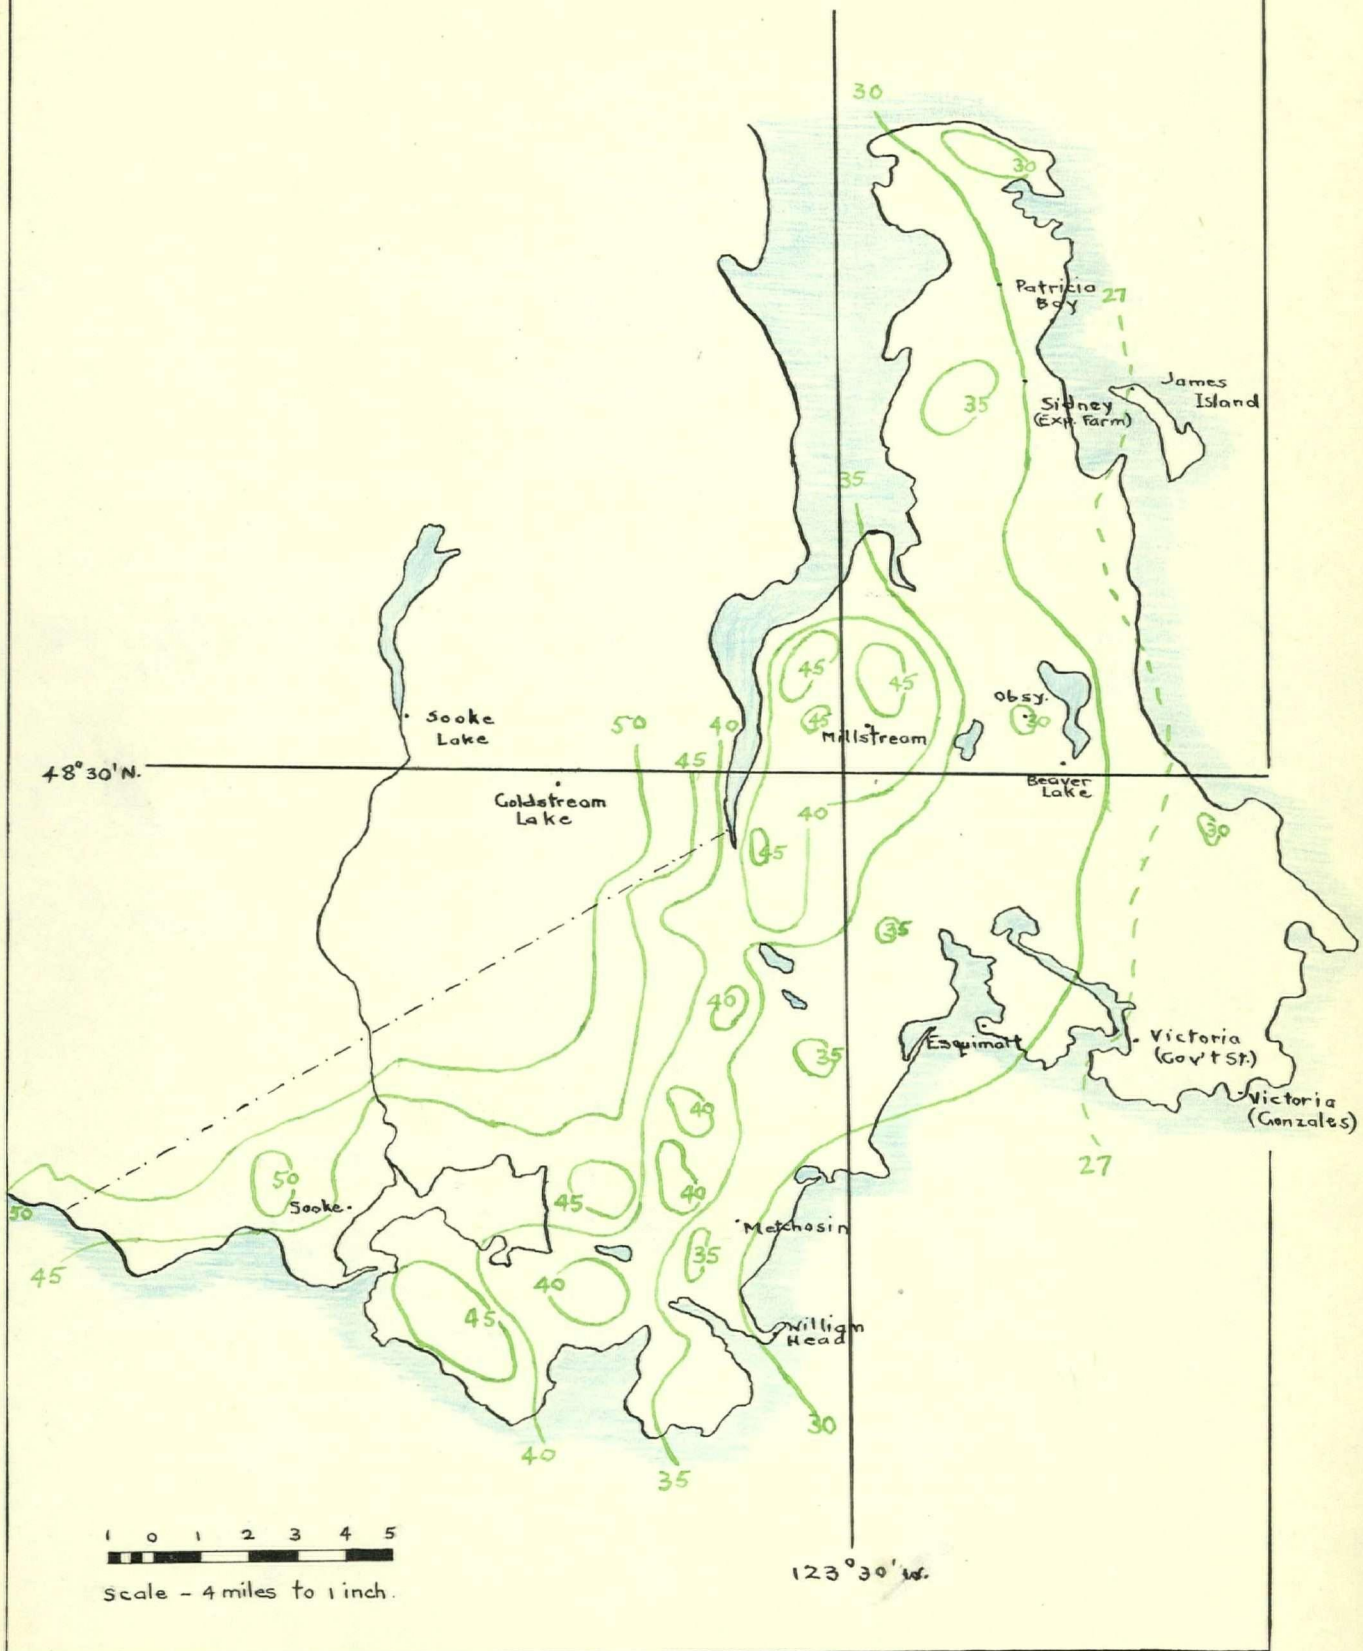 30
30
Patricia
Bay
27
James
Island
35
Sidney
(Exp. Farm)
35
45
45
Obsy.
30
45
Millstream
Sooke
Lake
50
40
45
48°30'N.
Goldstream
Lake
Beaver
Lake
40
30
45
35
40
35
Esquimalt
Victoria
(Gov't St.)
Victoria
(Gonzales)
40
27
50
45
40
50
Sooke
Metchosin
35
45
40
45
William
Head
30
40
35
1 0 1 2 3 4 5
Scale - 4 miles to 1 inch.
123°30'W.